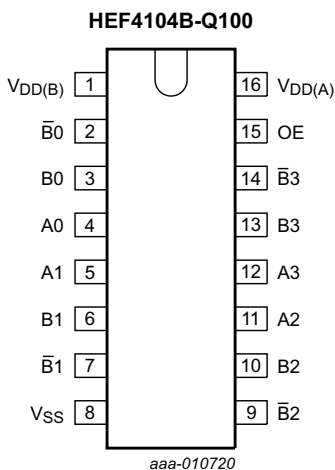 HEF4104B-Q100
VDD(B) 1 16 VDD(A)
B̅0 2 15 OE
B0 3 14 B̅3
A0 4 13 B3
A1 5 12 A3
B1 6 11 A2
B̅1 7 10 B2
VSS 8 9 B̅2
aaa-010720